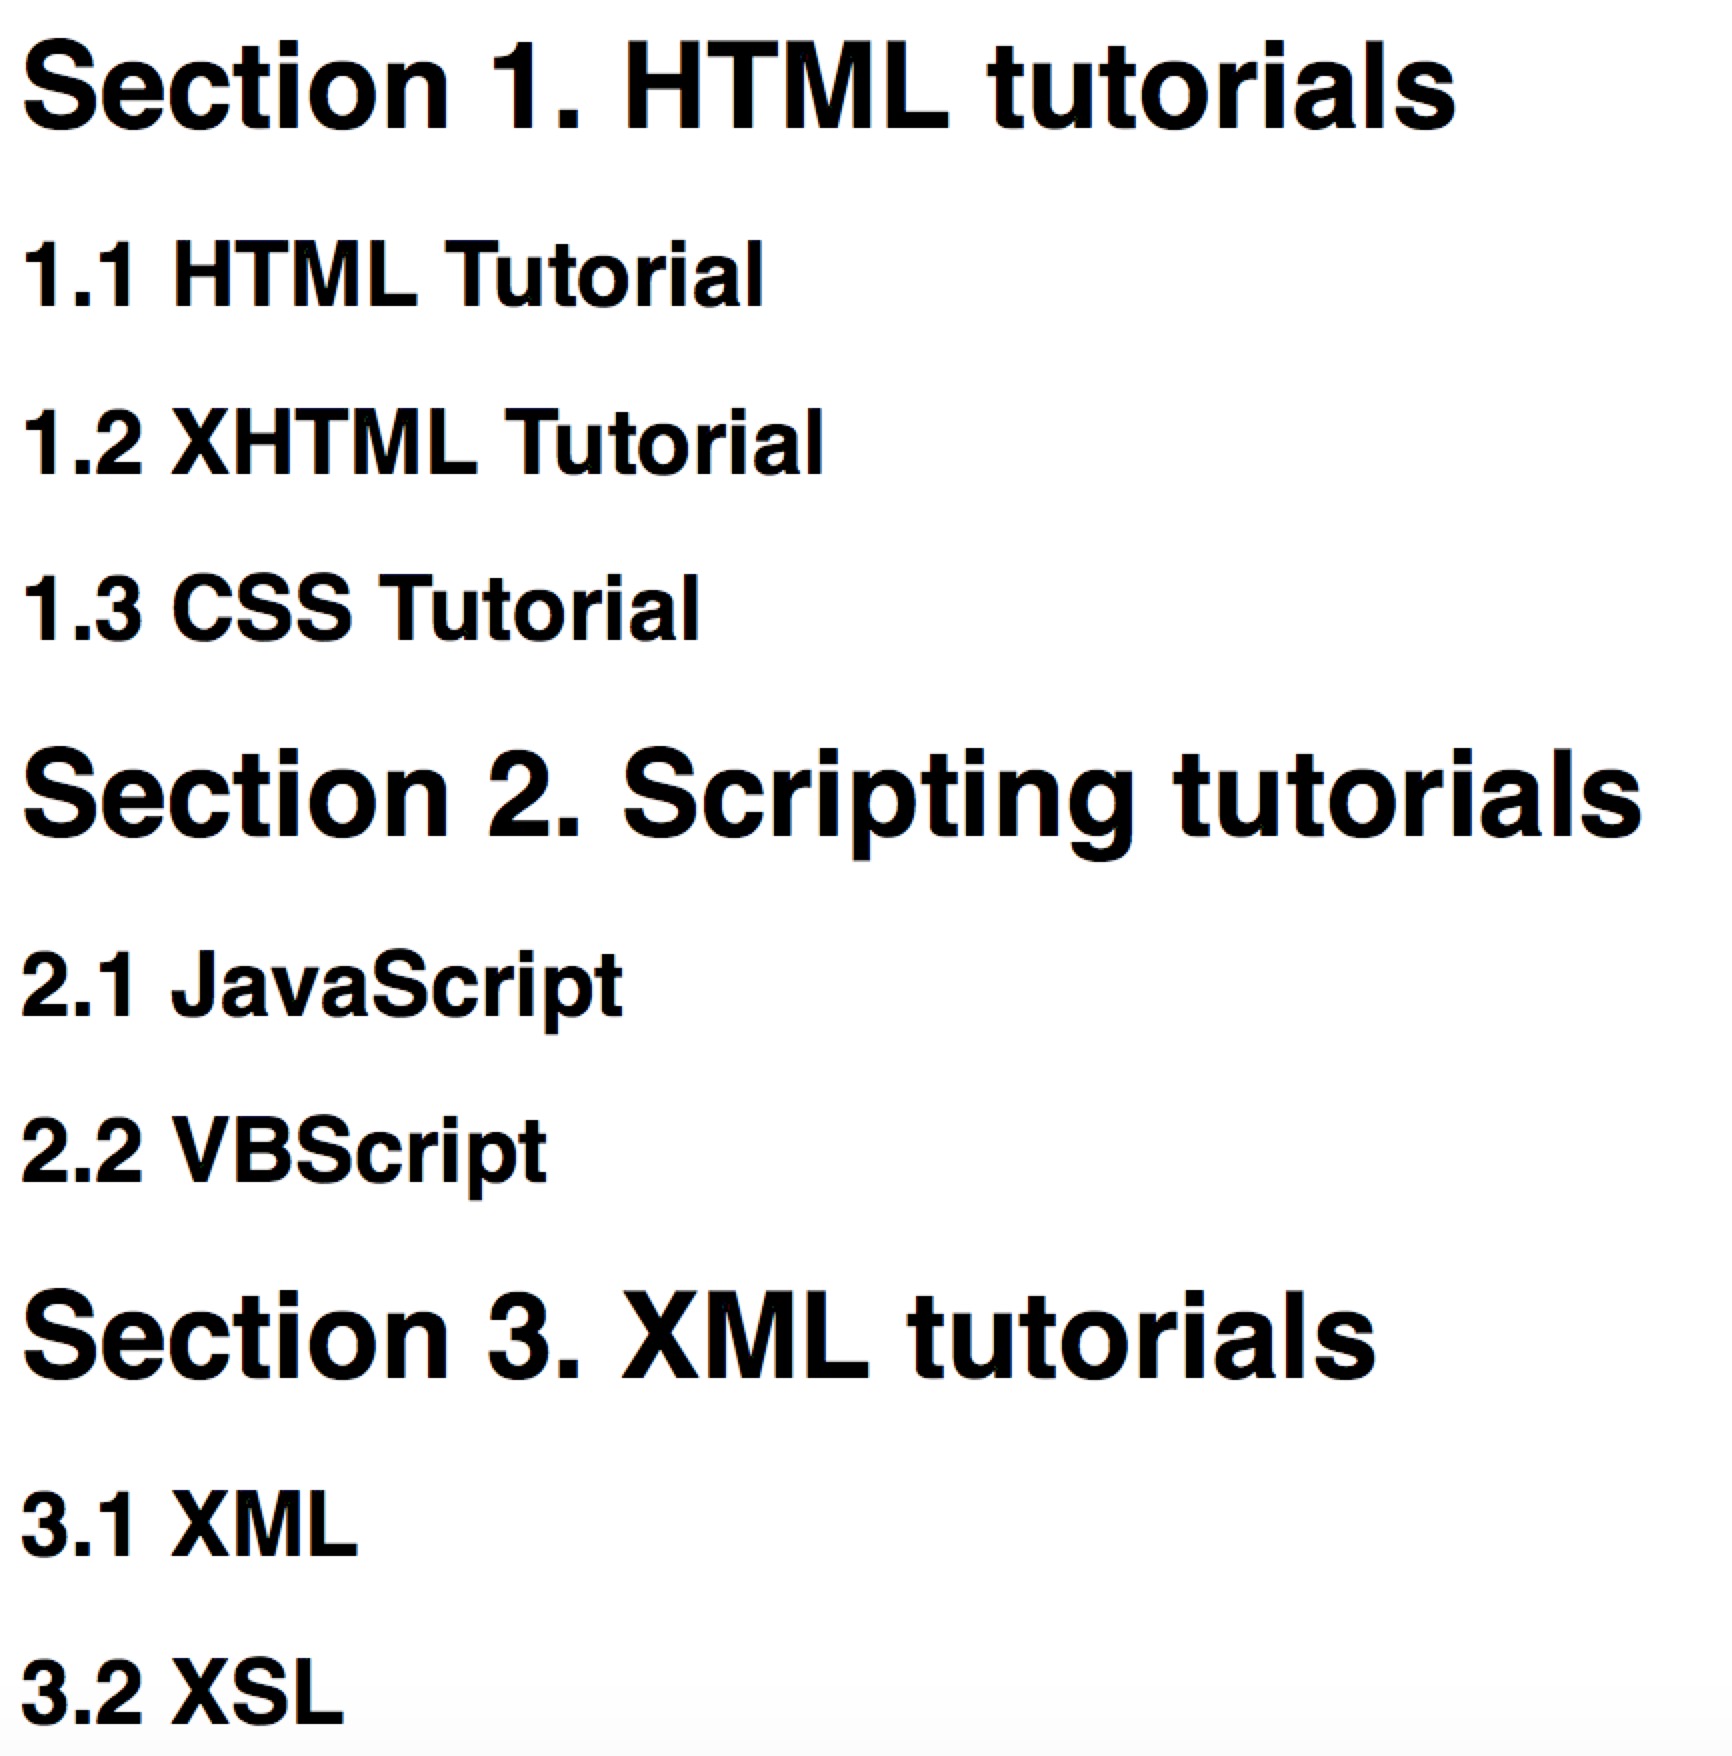 Section 1. HTML tutorials
1.1 HTML Tutorial
1.2 XHTML Tutorial
1.3 CSS Tutorial
Section 2. Scripting tutorials
2.1 JavaScript
2.2 VBScript
Section 3. XML tutorials
3.1 XML
3.2 XSL